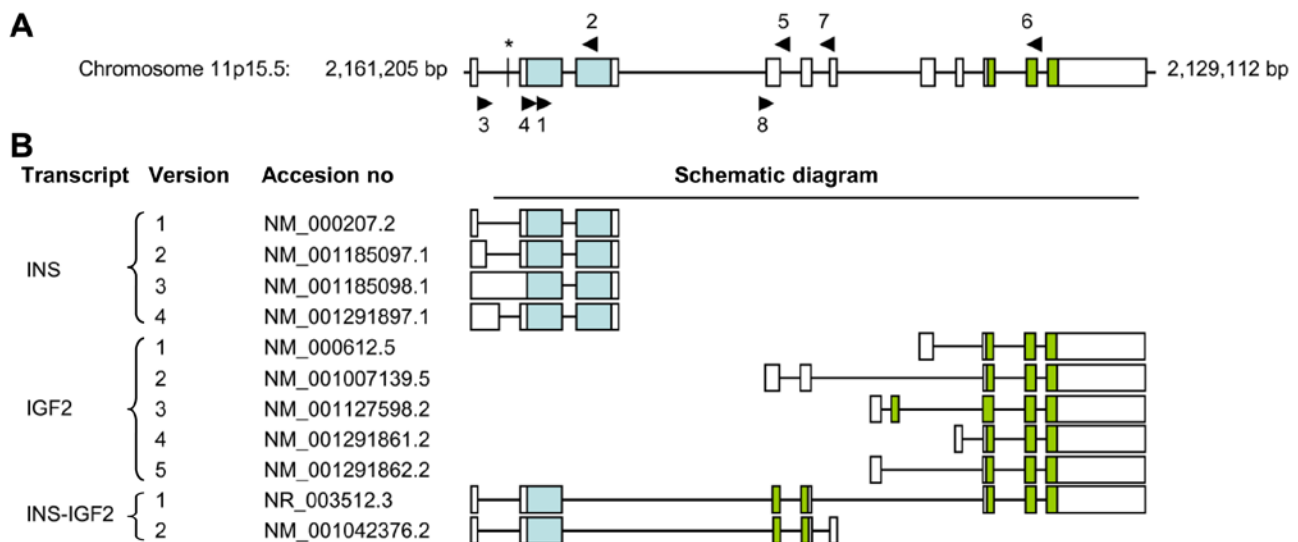 A
2 5 7 6
*
Chromosome 11p15.5: 2,161,205 bp 2,129,112 bp
3 4 1 8
B
Transcript Version Accesion no Schematic diagram
1 NM_000207.2
2 NM_001185097.1
INS
3 NM_001185098.1
4 NM_001291897.1
1 NM_000612.5
2 NM_001007139.5
IGF2 3 NM_001127598.2
4 NM_001291861.2
5 NM_001291862.2
1 NR_003512.3
INS-IGF2
2 NM_001042376.2